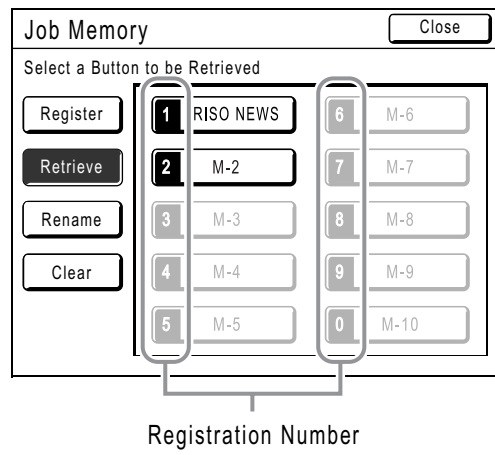 Job Memory
Close
Select a Button to be Retrieved
Register
1 RISO NEWS
6 M-6
Retrieve
2 M-2
7 M-7
Rename
3 M-3
8 M-8
Clear
4 M-4
9 M-9
5 M-5
0 M-10
Registration Number